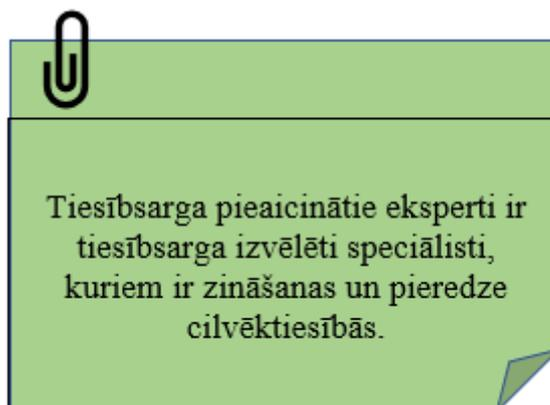 Tiesībsarga pieaicinātie eksperti ir
tiesībsarga izvēlēti speciālisti,
kuriem ir zināšanas un pieredze
cilvēktiesībās.